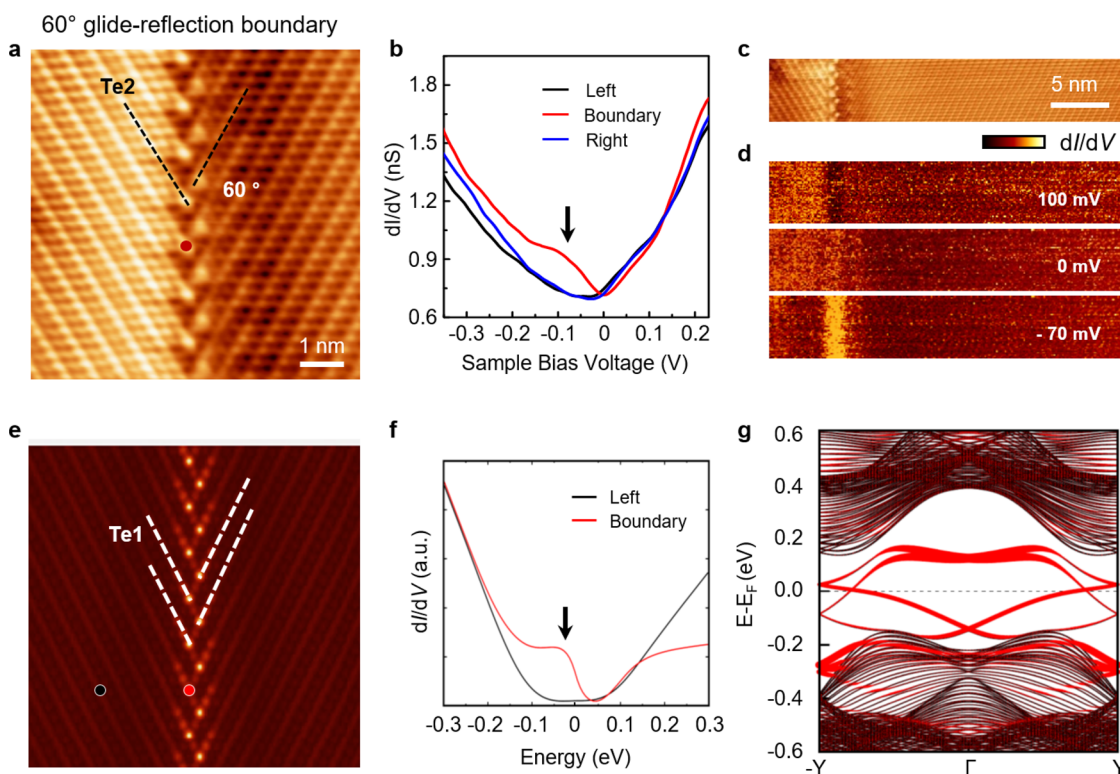 60° glide-reflection boundary
a
Te2
60 °
1 nm
b
1.8
1.5
1.2
0.9
0.6
dI/dV (nS)
Left
Boundary
Right
-0.3 -0.2 -0.1 0 0.1 0.2
Sample Bias Voltage (V)
c
5 nm
d
dI/dV
100 mV
0 mV
- 70 mV
e
Te1
f
dI/dV (a.u.)
Left
Boundary
-0.3 -0.2 -0.1 0 0.1 0.2 0.3
Energy (eV)
g
0.6
0.4
0.2
0.0
-0.2
-0.4
-0.6
E-EF (eV)
-Y Γ Y